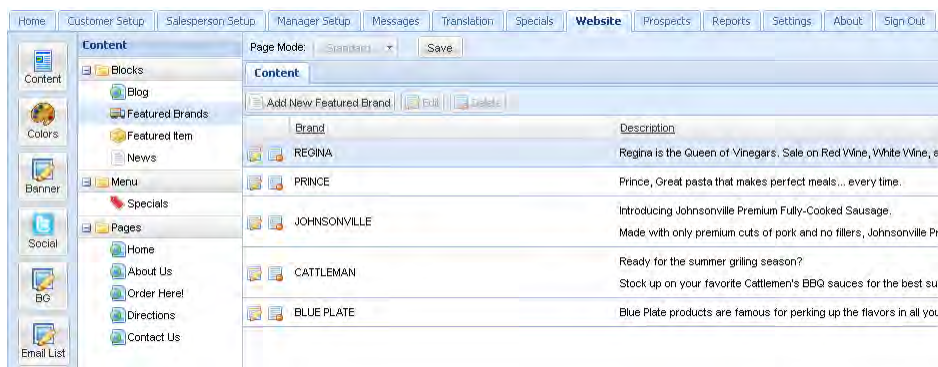 Home Customer Setup Salesperson Setup Manager Setup Messages Translation Specials Website Prospects Reports Settings About Sign Out
Content
Colors
Banner
Social
BG
Email List
Content
Blocks
Blog
Featured Brands
Featured Item
News
Menu
Specials
Pages
Home
About Us
Order Here!
Directions
Contact Us
Page Mode: Standard Save
Content
Add New Featured Brand Edit Delete
Brand Description
REGINA Regina is the Queen of Vinegars. Sale on Red Wine, White Wine, a
PRINCE Prince, Great pasta that makes perfect meals... every time.
JOHNSONVILLE Introducing Johnsonville Premium Fully-Cooked Sausage.
Made with only premium cuts of pork and no fillers, Johnsonville Pr
CATTLEMAN Ready for the summer griling season?
Stock up on your favorite Cattlemen's BBQ sauces for the best su
BLUE PLATE Blue Plate products are famous for perking up the flavors in all you